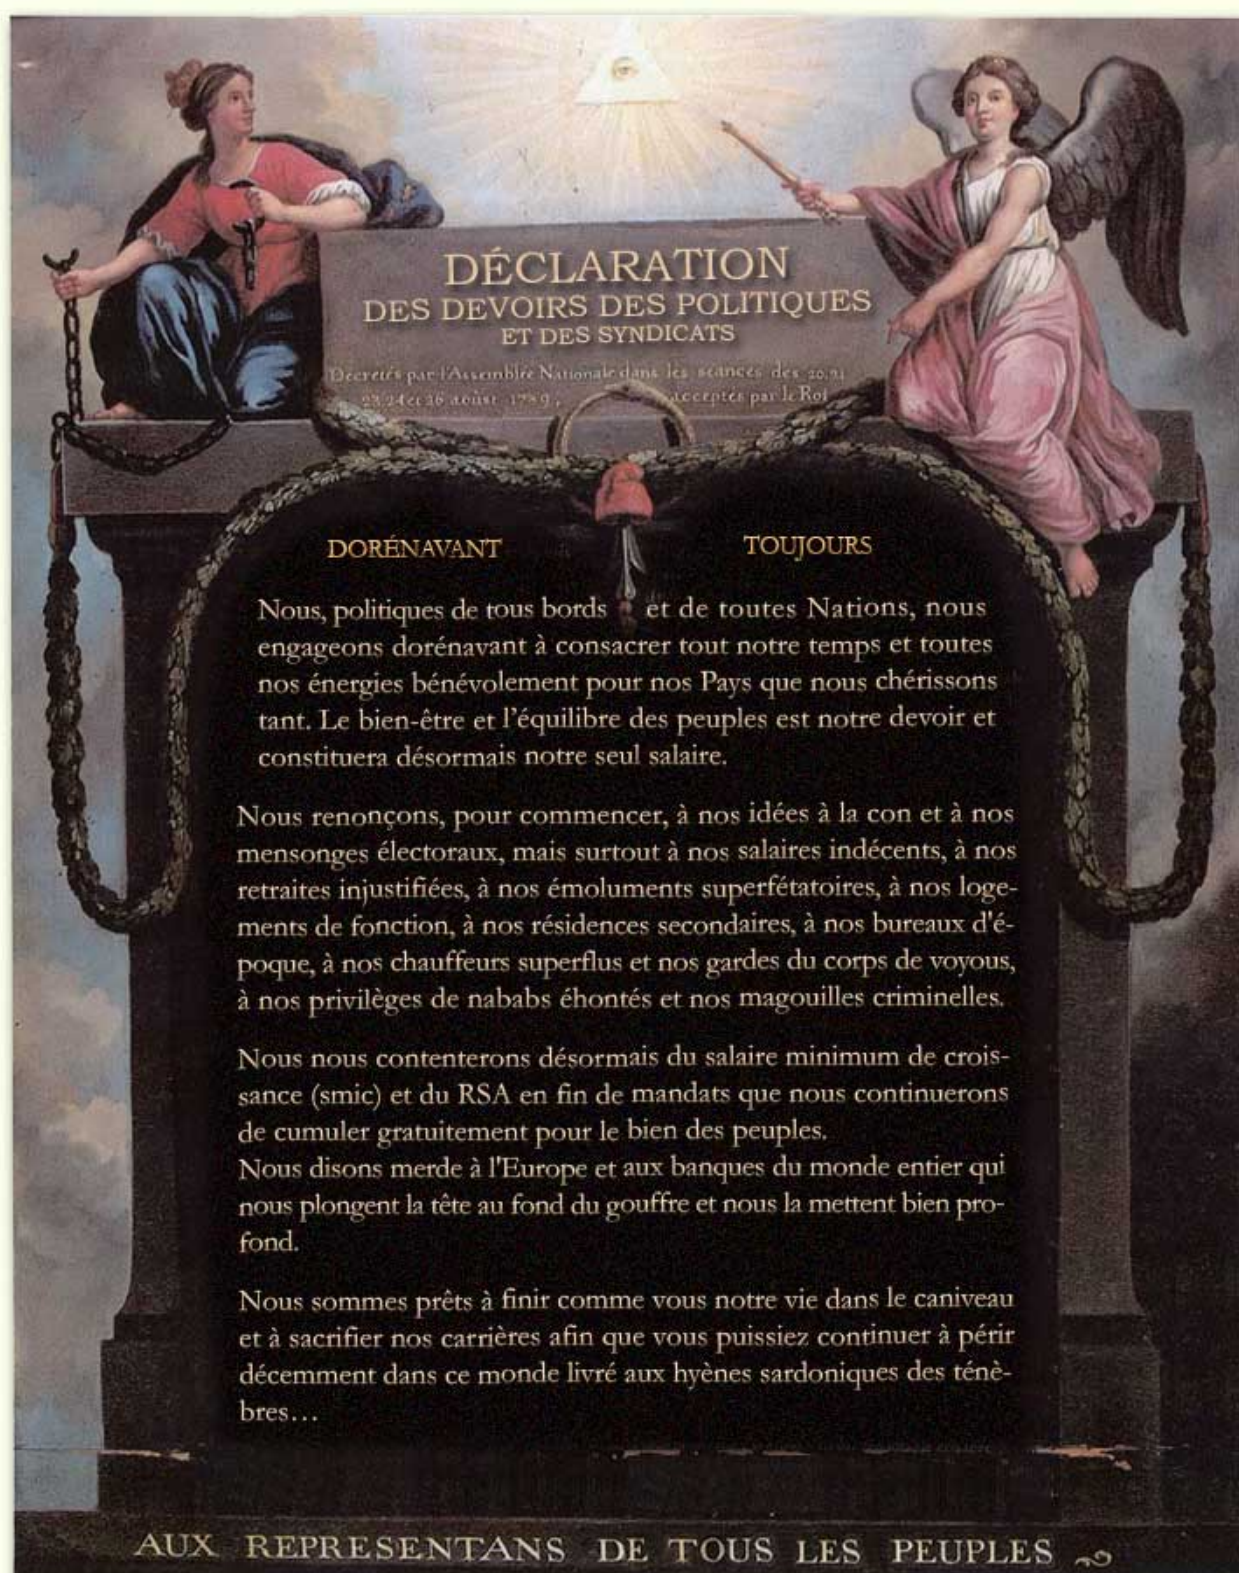 DÉCLARATION
DES DEVOIRS DES POLITIQUES
ET DES SYNDICATS
Décretés par l'Assemblée Nationale dans les séances des 20.21
23.24 et 26 aoûst 1789, acceptés par le Roi
DORÉNAVANT TOUJOURS
Nous, politiques de tous bords et de toutes Nations, nous
engageons dorénavant à consacrer tout notre temps et toutes
nos énergies bénévolement pour nos Pays que nous chérissons
tant. Le bien-être et l'équilibre des peuples est notre devoir et
constituera désormais notre seul salaire.
Nous renonçons, pour commencer, à nos idées à la con et à nos
mensonges électoraux, mais surtout à nos salaires indécents, à nos
retraites injustifiées, à nos émoluments superfétatoires, à nos loge-
ments de fonction, à nos résidences secondaires, à nos bureaux d'é-
poque, à nos chauffeurs superflus et nos gardes du corps de voyous,
à nos privilèges de nababs éhontés et nos magouilles criminelles.
Nous nous contenterons désormais du salaire minimum de crois-
sance (smic) et du RSA en fin de mandats que nous continuerons
de cumuler gratuitement pour le bien des peuples.
Nous disons merde à l'Europe et aux banques du monde entier qui
nous plongent la tête au fond du gouffre et nous la mettent bien pro-
fond.
Nous sommes prêts à finir comme vous notre vie dans le caniveau
et à sacrifier nos carrières afin que vous puissiez continuer à périr
décemment dans ce monde livré aux hyènes sardoniques des ténè-
bres...
AUX REPRESENTANS DE TOUS LES PEUPLES